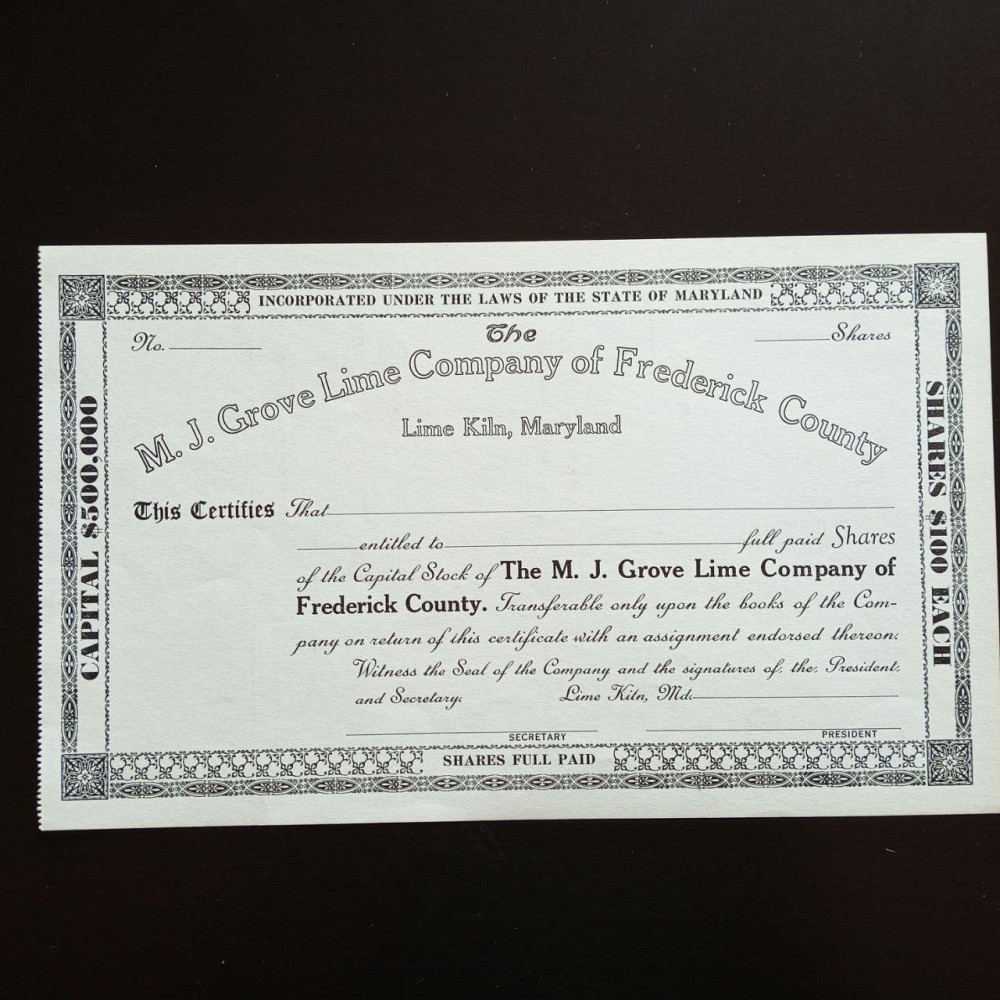 INCORPORATED UNDER THE LAWS OF THE STATE OF MARYLAND
No.
Shares
The
M. J. Grove Lime Company of Frederick County
Lime Kiln, Maryland
CAPITAL $500,000
SHARES $100 EACH
This Certifies That
entitled to full paid Shares
of the Capital Stock of The M. J. Grove Lime Company of
Frederick County. Transferable only upon the books of the Com-
pany on return of this certificate with an assignment endorsed thereon.
Witness the Seal of the Company and the signatures of the President
and Secretary. Lime Kiln, Md.
SECRETARY
PRESIDENT
SHARES FULL PAID